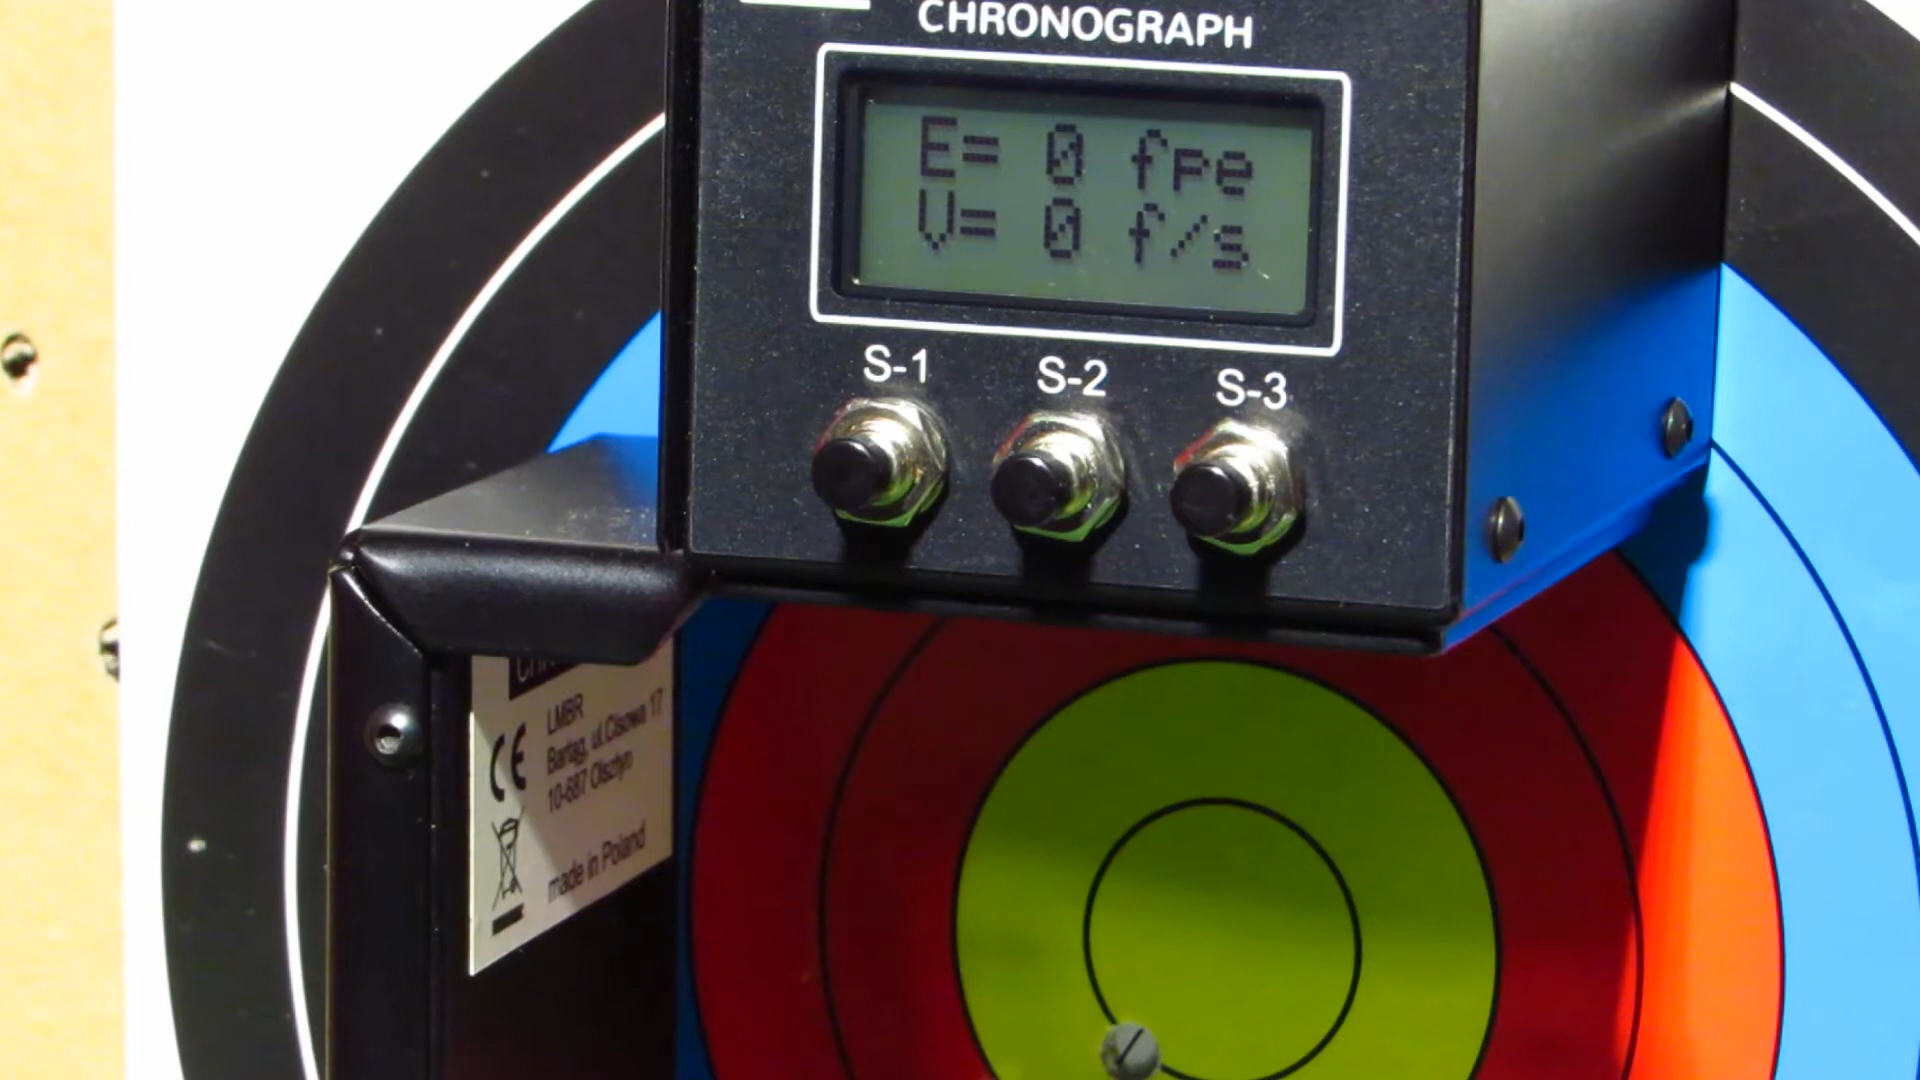 CHRONOGRAPH
E= 0 fpe
V= 0 f/s
S-1 S-2 S-3
LMBR
Bartąg, ul.Cisowa 17
10-687 Olsztyn
made in Poland
CE